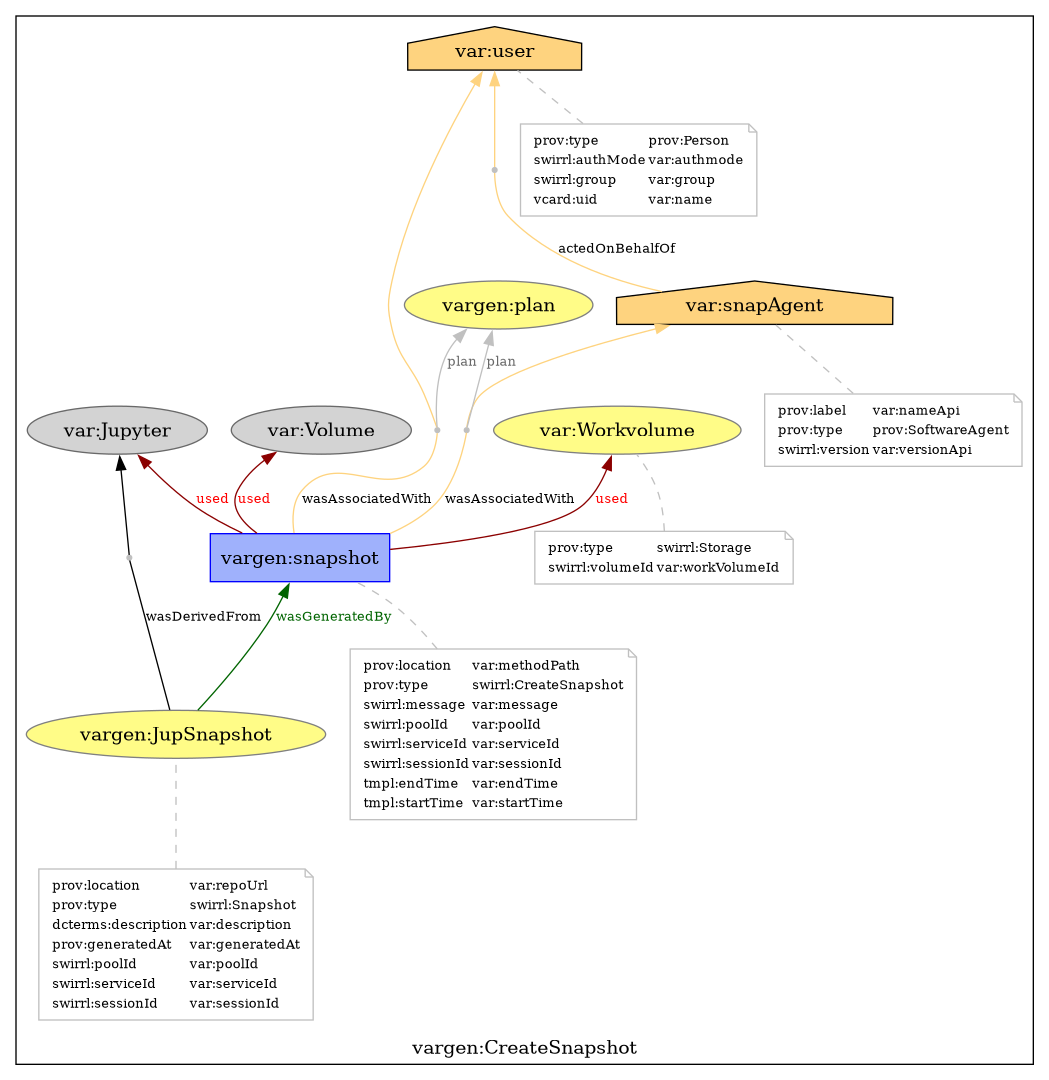 var:user
prov:type prov:Person
swirrl:authMode var:authmode
swirrl:group var:group
vcard:uid var:name
actedOnBehalfOf
vargen:plan
var:snapAgent
plan
plan
prov:label var:nameApi
prov:type prov:SoftwareAgent
swirrl:version var:versionApi
var:Jupyter
var:Volume
var:Workvolume
used
used
wasAssociatedWith
wasAssociatedWith
used
vargen:snapshot
prov:type swirrl:Storage
swirrl:volumeId var:workVolumeId
wasDerivedFrom
wasGeneratedBy
prov:location var:methodPath
prov:type swirrl:CreateSnapshot
swirrl:message var:message
swirrl:poolId var:poolId
swirrl:serviceId var:serviceId
swirrl:sessionId var:sessionId
tmpl:endTime var:endTime
tmpl:startTime var:startTime
vargen:JupSnapshot
prov:location var:repoUrl
prov:type swirrl:Snapshot
dcterms:description var:description
prov:generatedAt var:generatedAt
swirrl:poolId var:poolId
swirrl:serviceId var:serviceId
swirrl:sessionId var:sessionId
vargen:CreateSnapshot